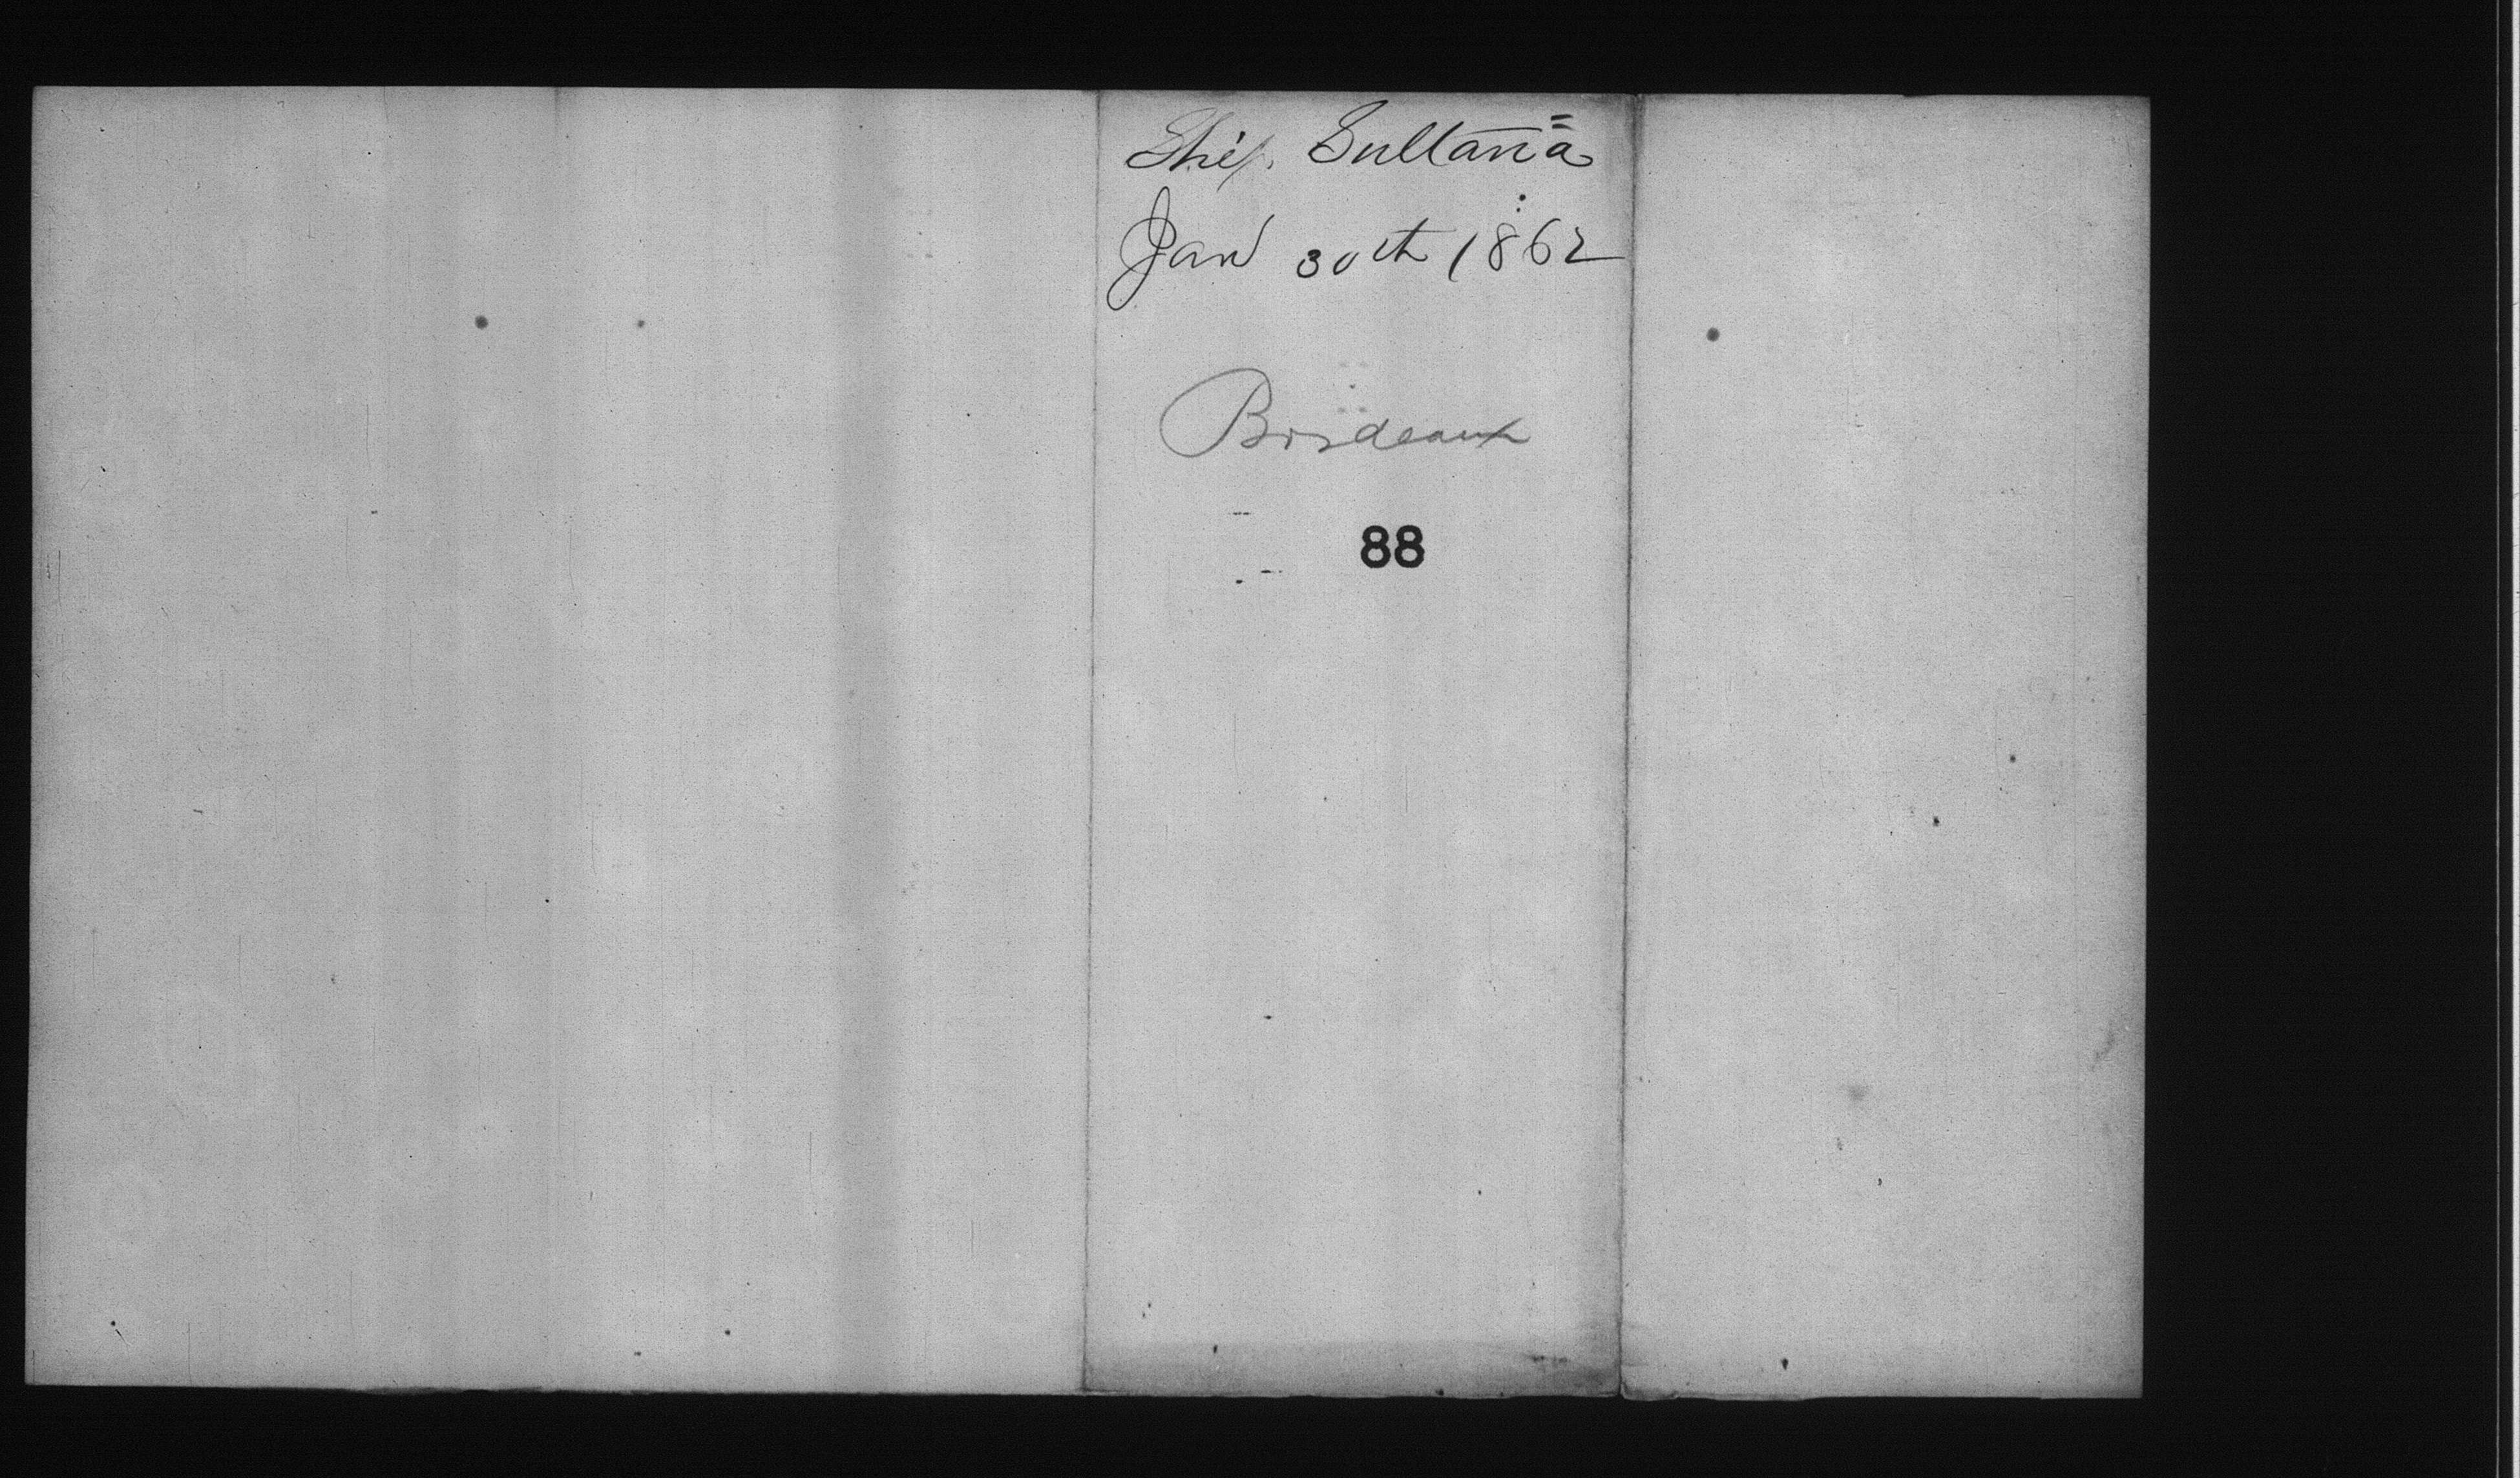 Ship Sultana
Jan 30th 1862
Bordeaux
88